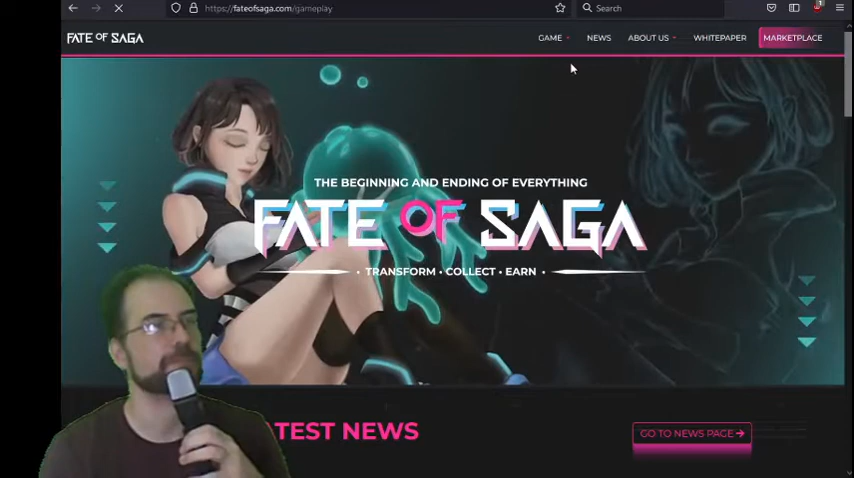 https://fateofsaga.com/gameplay
Search
1
FATE OF SAGA
GAME
NEWS
ABOUT US
WHITEPAPER
MARKETPLACE
THE BEGINNING AND ENDING OF EVERYTHING
FATE OF SAGA
TRANSFORM • COLLECT • EARN
TEST NEWS
GO TO NEWS PAGE